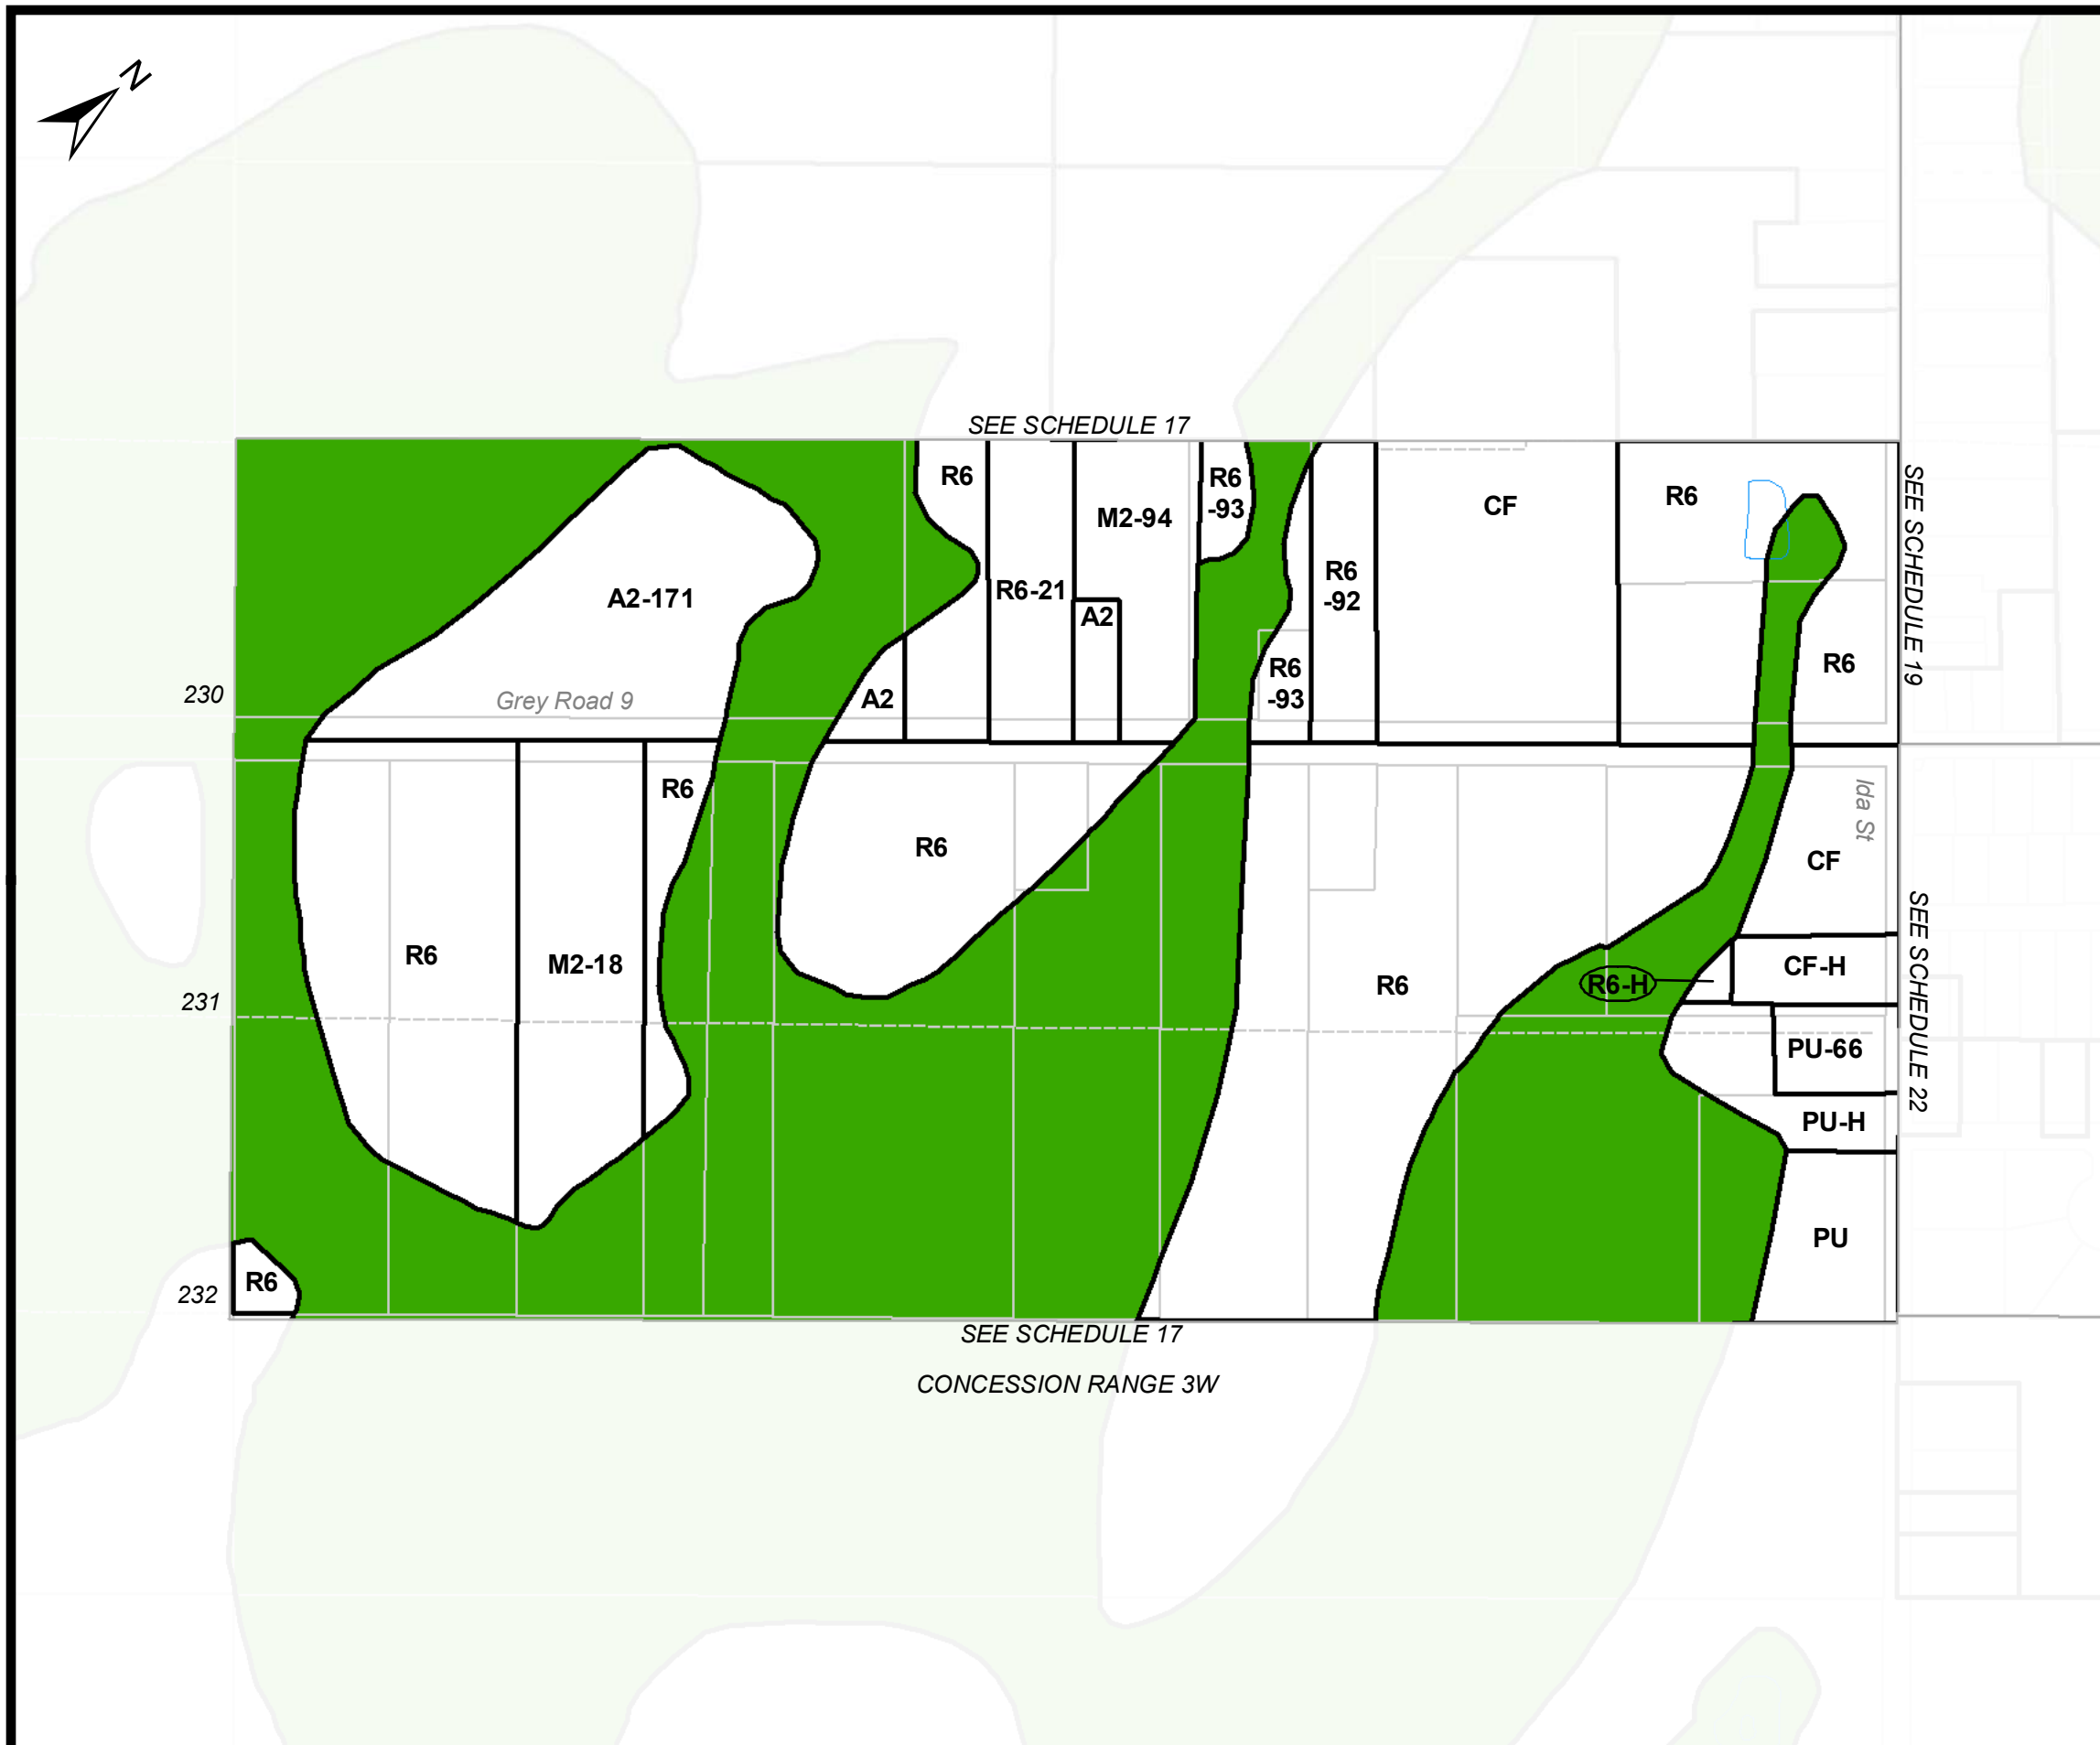 N
SEE SCHEDULE 17
R6
R6
-93
M2-94
CF
R6
SEE SCHEDULE 19
A2-171
R6-21
A2
R6
-92
R6
R6
-93
230
Grey Road 9
A2
R6
Ida St
R6
CF
R6
M2-18
R6
R6-H
CF-H
SEE SCHEDULE 22
231
PU-66
PU-H
PU
R6
232
SEE SCHEDULE 17
CONCESSION RANGE 3W